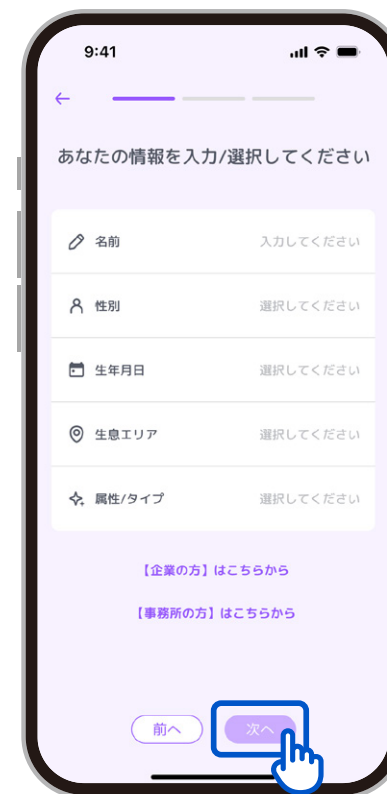 9:41
あなたの情報を入力/選択してください
名前 入力してください
性別 選択してください
生年月日 選択してください
生息エリア 選択してください
属性/タイプ 選択してください
【企業の方】はこちらから
【事務所の方】はこちらから
前へ 次へ